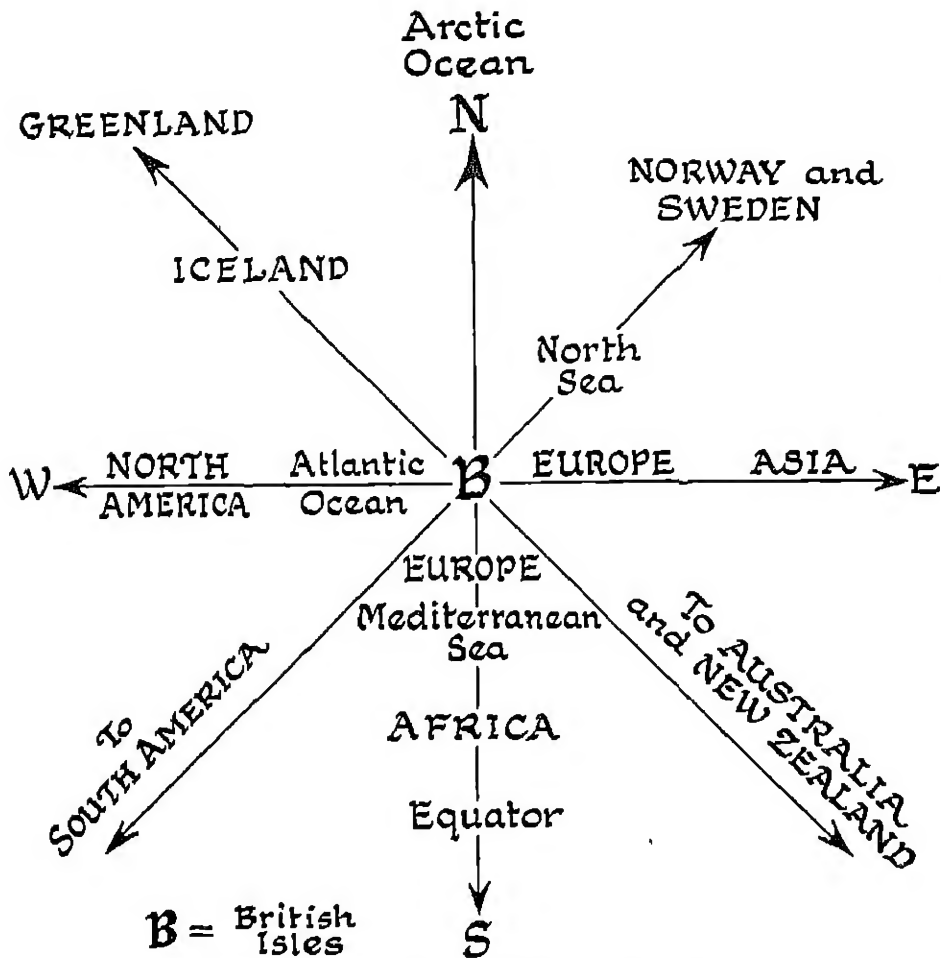 Arctic
Ocean
N
GREENLAND
NORWAY and
SWEDEN
ICELAND
North
Sea
W
NORTH
AMERICA
Atlantic
Ocean
B
EUROPE
ASIA
E
EUROPE
Mediterranean
Sea
AFRICA
Equator
S
To
SOUTH AMERICA
To AUSTRALIA
and NEW ZEALAND
B = British
Isles